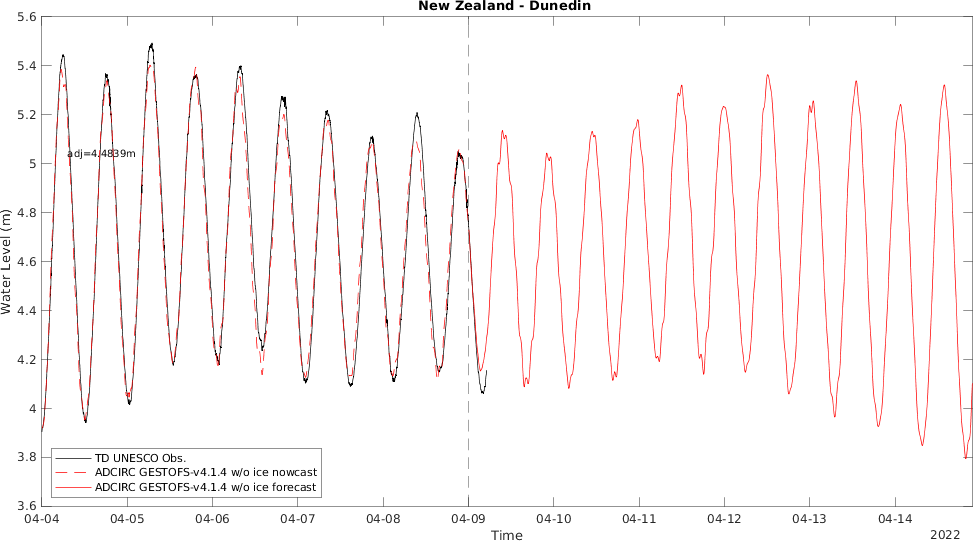 New Zealand - Dunedin
5.6
5.4
5.2
5
4.8
4.6
4.4
4.2
4
3.8
3.6
Water Level (m)
adj=4.4839m
TD UNESCO Obs.
ADCIRC GESTOFS-v4.1.4 w/o ice nowcast
ADCIRC GESTOFS-v4.1.4 w/o ice forecast
04-04 04-05 04-06 04-07 04-08 04-09 04-10 04-11 04-12 04-13 04-14
Time
2022